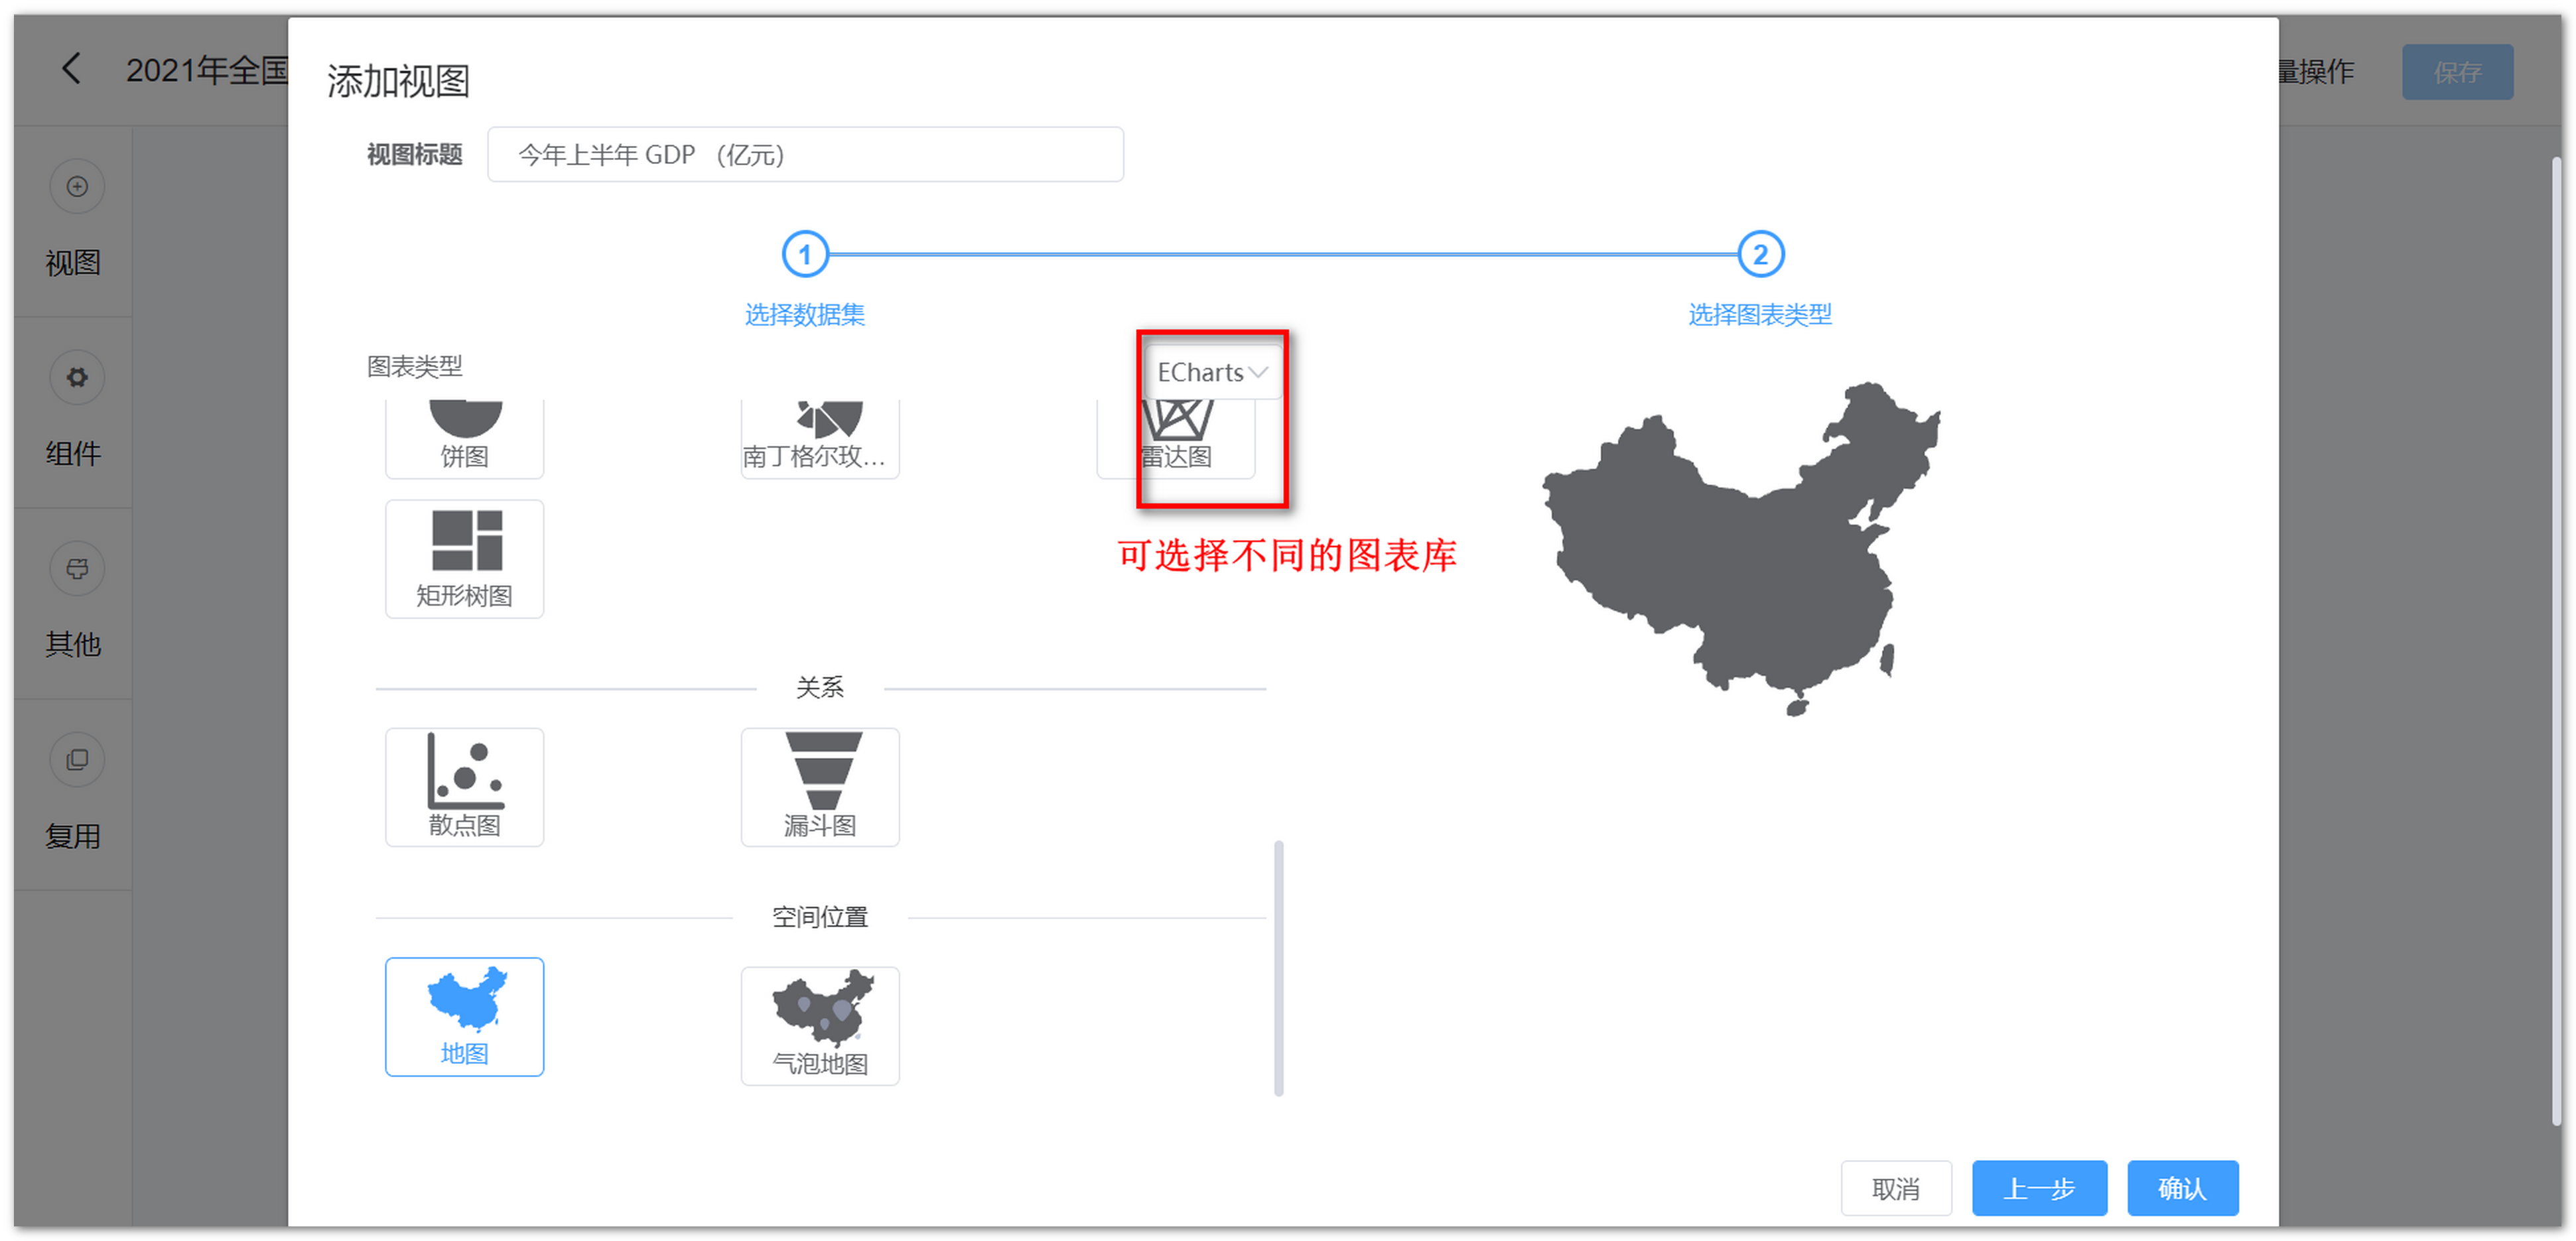 2021年全国
量操作
保存
添加视图
视图标题
今年上半年 GDP （亿元）
1
2
选择数据集
选择图表类型
视图
组件
其他
复用
图表类型
ECharts
饼图
南丁格尔玫...
雷达图
可选择不同的图表库
矩形树图
关系
散点图
漏斗图
空间位置
地图
气泡地图
取消
上一步
确认